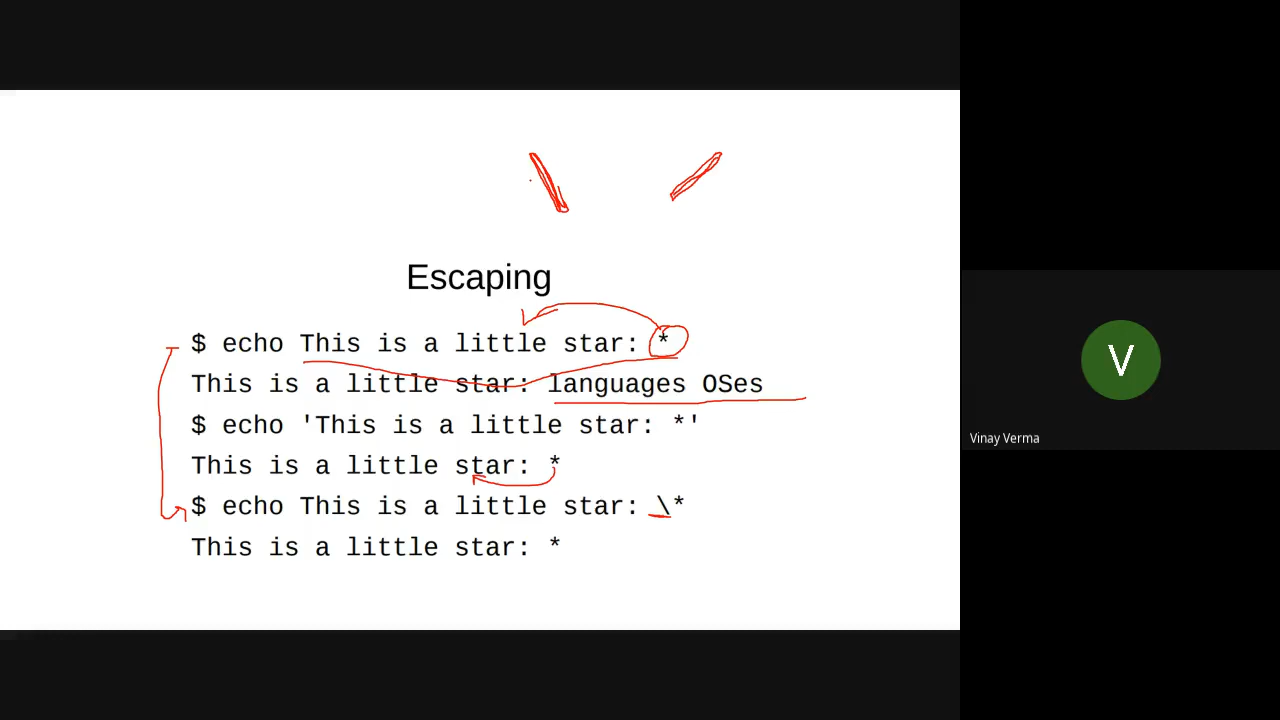 Escaping
$ echo This is a little star: *
This is a little star: languages OSes
$ echo 'This is a little star: *'
This is a little star: *
$ echo This is a little star: \*
This is a little star: *
V
Vinay Verma